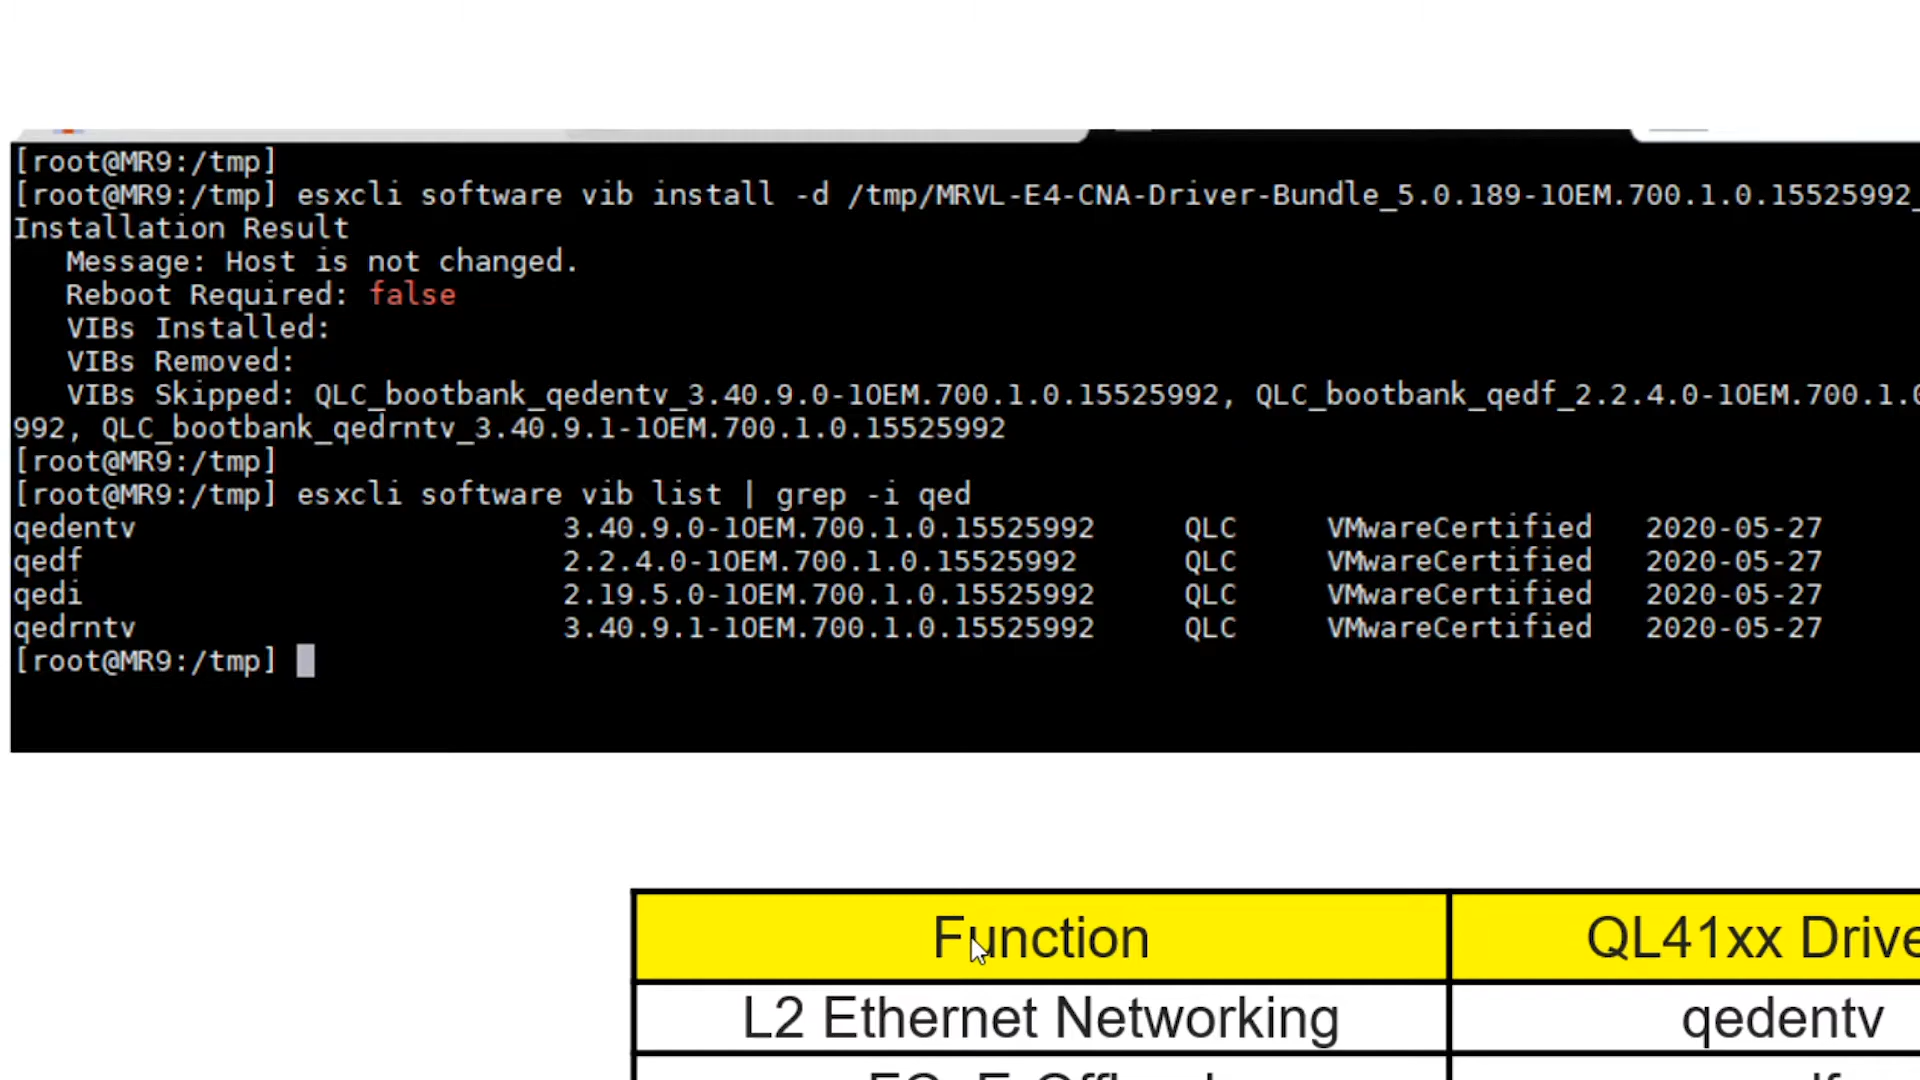 [root@MR9:/tmp]
[root@MR9:/tmp] esxcli software vib install -d /tmp/MRVL-E4-CNA-Driver-Bundle_5.0.189-1OEM.700.1.0.15525992_
Installation Result
Message: Host is not changed.
Reboot Required: false
VIBs Installed:
VIBs Removed:
VIBs Skipped: QLC_bootbank_qedentv_3.40.9.0-1OEM.700.1.0.15525992, QLC_bootbank_qedf_2.2.4.0-1OEM.700.1.0
992, QLC_bootbank_qedrntv_3.40.9.1-1OEM.700.1.0.15525992
[root@MR9:/tmp]
[root@MR9:/tmp] esxcli software vib list | grep -i qed
qedentv 3.40.9.0-1OEM.700.1.0.15525992 QLC VMwareCertified 2020-05-27
qedf 2.2.4.0-1OEM.700.1.0.15525992 QLC VMwareCertified 2020-05-27
qedi 2.19.5.0-1OEM.700.1.0.15525992 QLC VMwareCertified 2020-05-27
qedrntv 3.40.9.1-1OEM.700.1.0.15525992 QLC VMwareCertified 2020-05-27
[root@MR9:/tmp]
Function QL41xx Drive
L2 Ethernet Networking qedentv